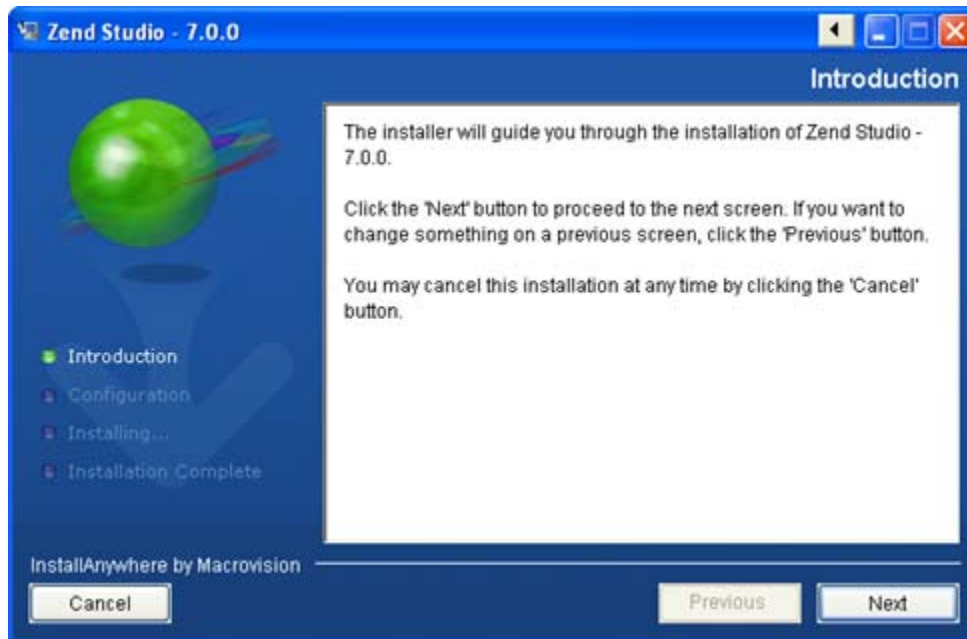 Zend Studio - 7.0.0
Introduction
The installer will guide you through the installation of Zend Studio -
7.0.0.
Click the 'Next' button to proceed to the next screen. If you want to
change something on a previous screen, click the 'Previous' button.
You may cancel this installation at any time by clicking the 'Cancel'
button.
Introduction
Configuration
Installing...
Installation Complete
InstallAnywhere by Macrovision
Cancel
Previous
Next